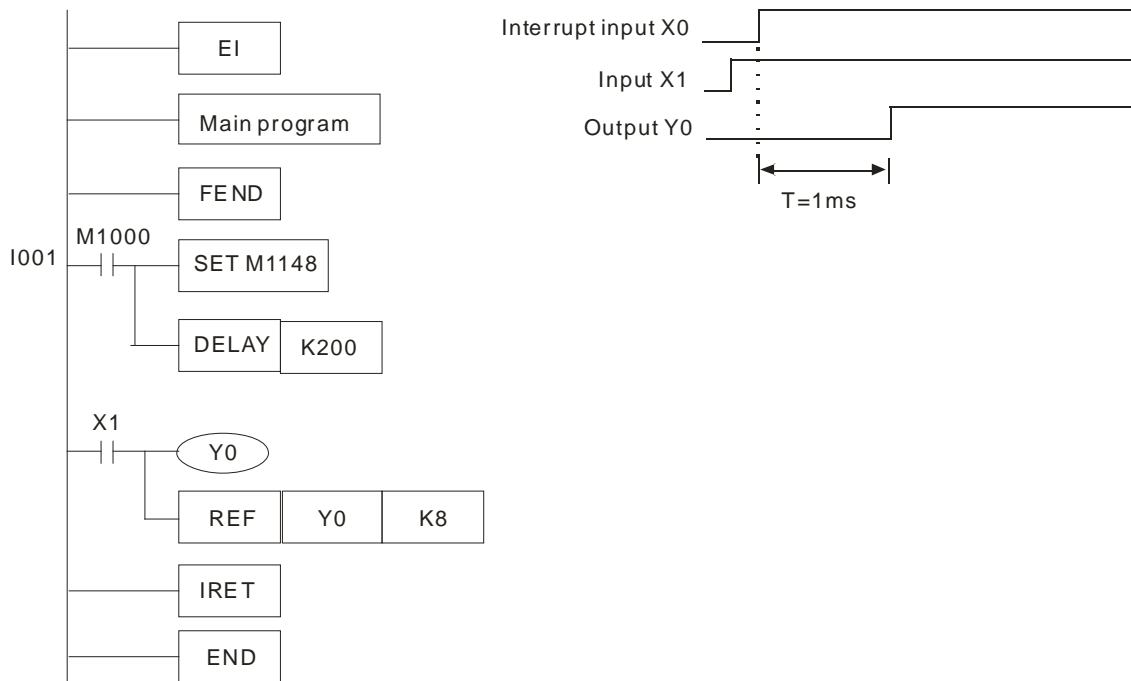 EI
Main program
FEND
M1000
I001
SET M1148
DELAY K200
X1
Y0
REF Y0 K8
IRET
END
Interrupt input X0
Input X1
Output Y0
T=1ms